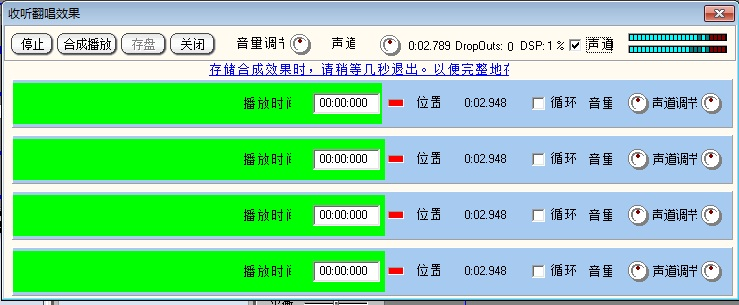 收听翻唱效果
停止 合成播放 存盘 关闭 音量调节 声道 0:02.789 DropOuts: 0 DSP: 1 % 声道
存储合成效果时，请稍等几秒退出。以便完整地存
播放时间 00:00:000 位置 0:02.948 循环 音量 声道调节
播放时间 00:00:000 位置 0:02.948 循环 音量 声道调节
播放时间 00:00:000 位置 0:02.948 循环 音量 声道调节
播放时间 00:00:000 位置 0:02.948 循环 音量 声道调节